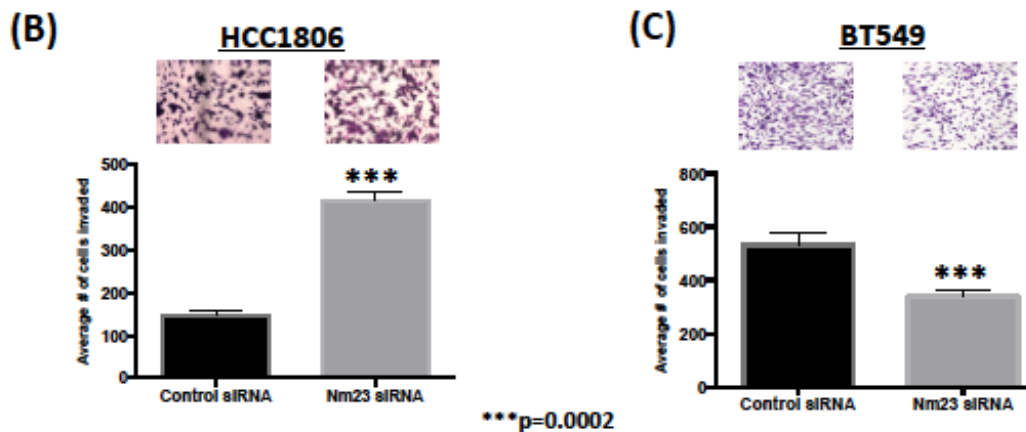 (B)
HCC1806
Average # of cells invaded
500
400
300
200
100
0
***
Control siRNA
Nm23 siRNA
***p=0.0002
(C)
BT549
Average # of cells invaded
800
600
400
200
0
***
Control siRNA
Nm23 siRNA